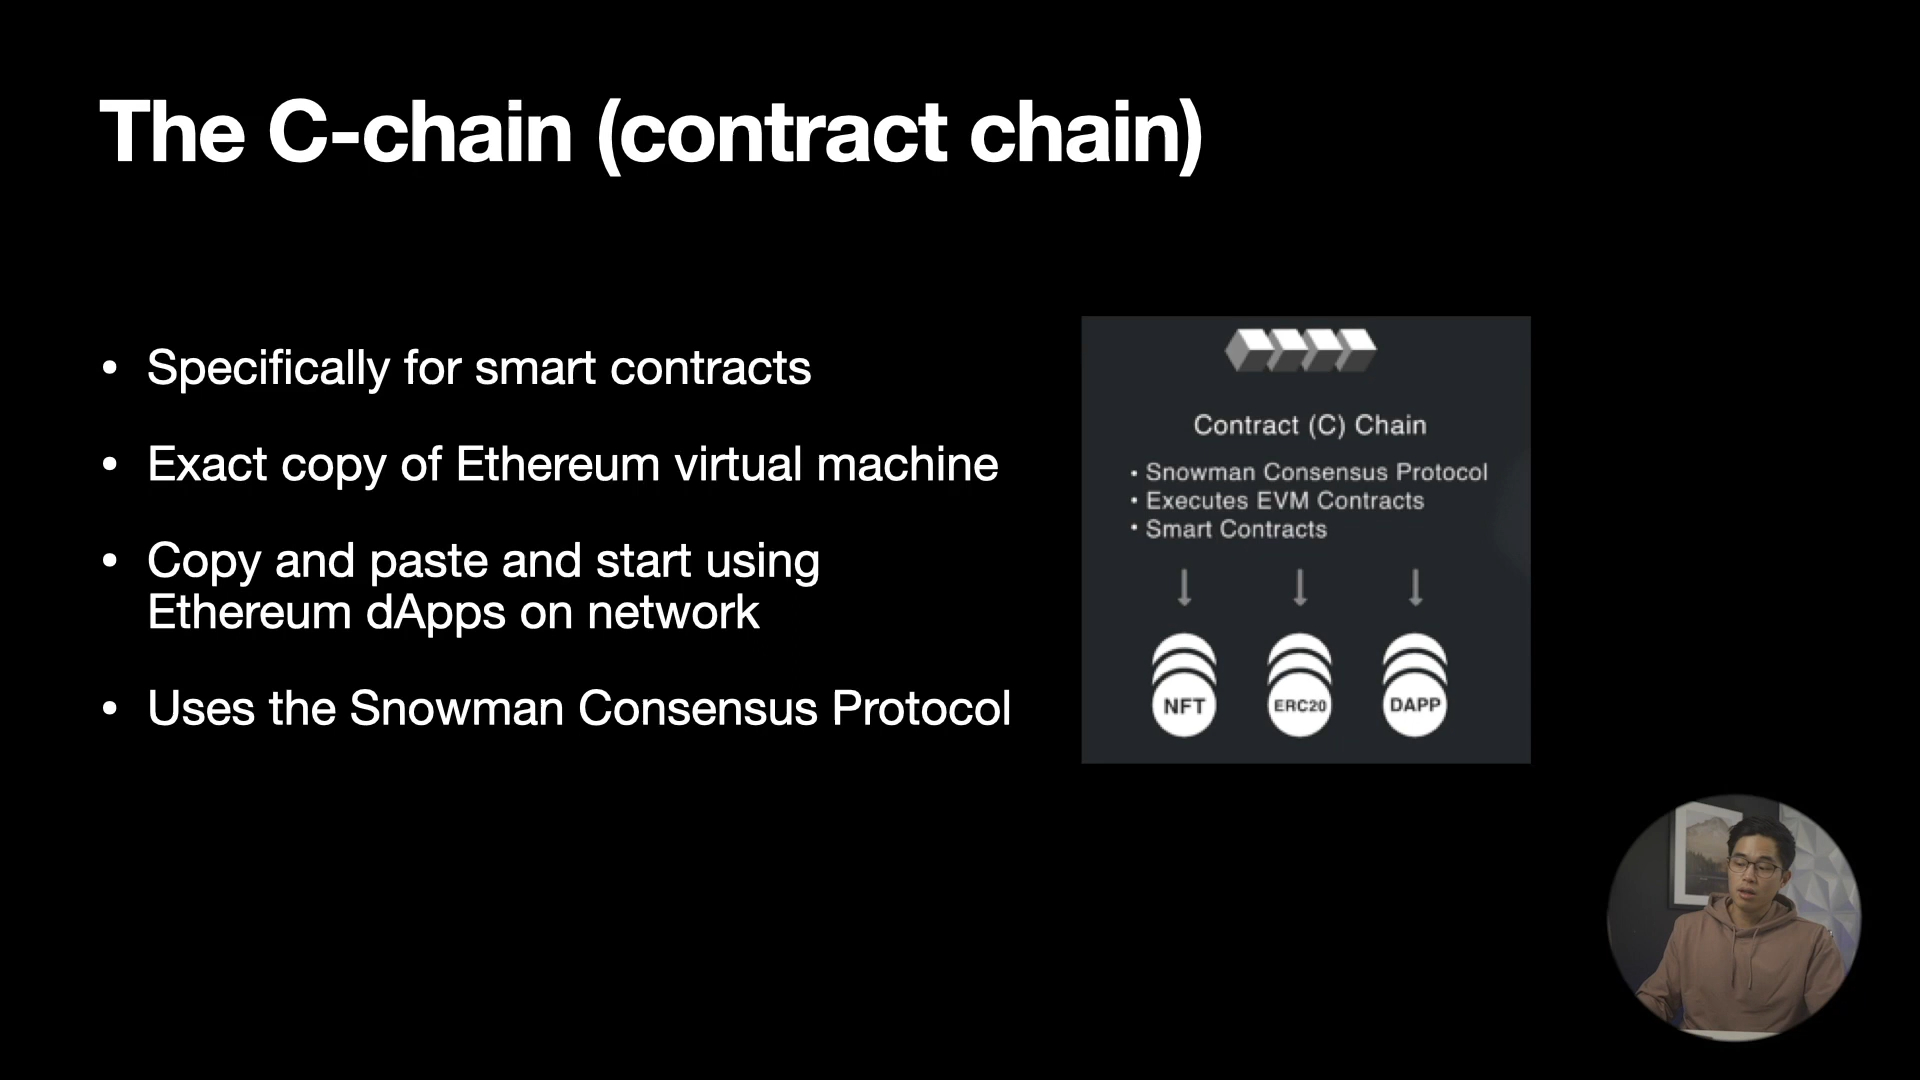 The C-chain (contract chain)
• Specifically for smart contracts
• Exact copy of Ethereum virtual machine
• Copy and paste and start using
Ethereum dApps on network
• Uses the Snowman Consensus Protocol
Contract (C) Chain
• Snowman Consensus Protocol
• Executes EVM Contracts
• Smart Contracts
NFT
ERC20
DAPP